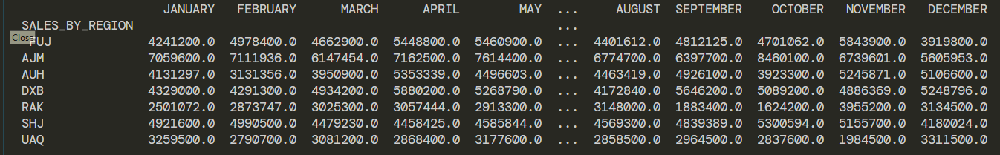 JANUARY FEBRUARY MARCH APRIL MAY ... AUGUST SEPTEMBER OCTOBER NOVEMBER DECEMBER
SALES_BY_REGION ...
Close FUJ 4241200.0 4978400.0 4662900.0 5448800.0 5460900.0 ... 4401612.0 4812125.0 4701062.0 5843900.0 3919800.0
AJM 7059600.0 7111936.0 6147454.0 7162500.0 7614400.0 ... 6774700.0 6397700.0 8460100.0 6739601.0 5605953.0
AUH 4131297.0 3131356.0 3950900.0 5353339.0 4496603.0 ... 4463419.0 4926100.0 3923300.0 5245871.0 5106600.0
DXB 4329000.0 4291300.0 4934200.0 5880200.0 5268790.0 ... 4172840.0 5646200.0 5089200.0 4886369.0 5248796.0
RAK 2501072.0 2873747.0 3025300.0 3057444.0 2913300.0 ... 3148000.0 1883400.0 1624200.0 3955200.0 3134500.0
SHJ 4921600.0 4990500.0 4479230.0 4458425.0 4585844.0 ... 4569300.0 4839389.0 5300594.0 5155700.0 4180024.0
UAQ 3259500.0 2790700.0 3081200.0 2868400.0 3177600.0 ... 2858500.0 2964500.0 2837600.0 1984500.0 3311500.0